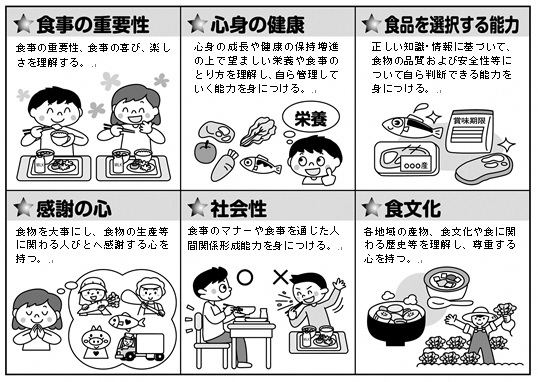 食事の重要性
食事の重要性、食事の喜び、楽し
さを理解する。
心身の健康
心身の成長や健康の保持増進
の上で望ましい栄養や食事の
とり方を理解し、自ら管理して
いく能力を身につける。
栄養
食品を選択する能力
正しい知識・情報に基づいて、
食物の品質および安全性等に
ついて自ら判断できる能力を
身につける。
賞味期限
○○○産
感謝の心
食物を大事にし、食物の生産等
に関わる人びとへ感謝する心を
持つ。
社会性
食事のマナーや食事を通じた人
間関係形成能力を身につける。
○ ×
食文化
各地域の産物、食文化や食に関
わる歴史等を理解し、尊重する
心を持つ。